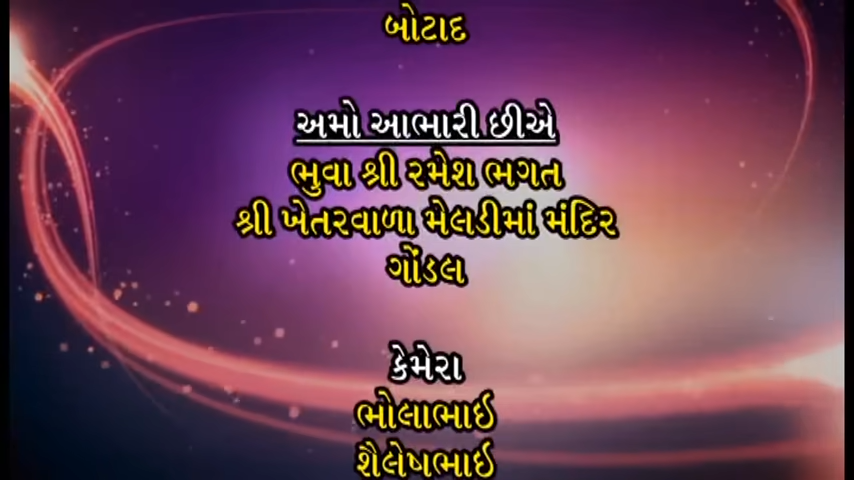 બોટાદ
અમો આભારી છીએ
ભુવા શ્રી રમેશ ભગત
શ્રી ખેતરવાળા મેલડીમાં મંદિર
ગોંડલ
કેમેરા
ભોલાભાઈ
શૈલેષભાઈ